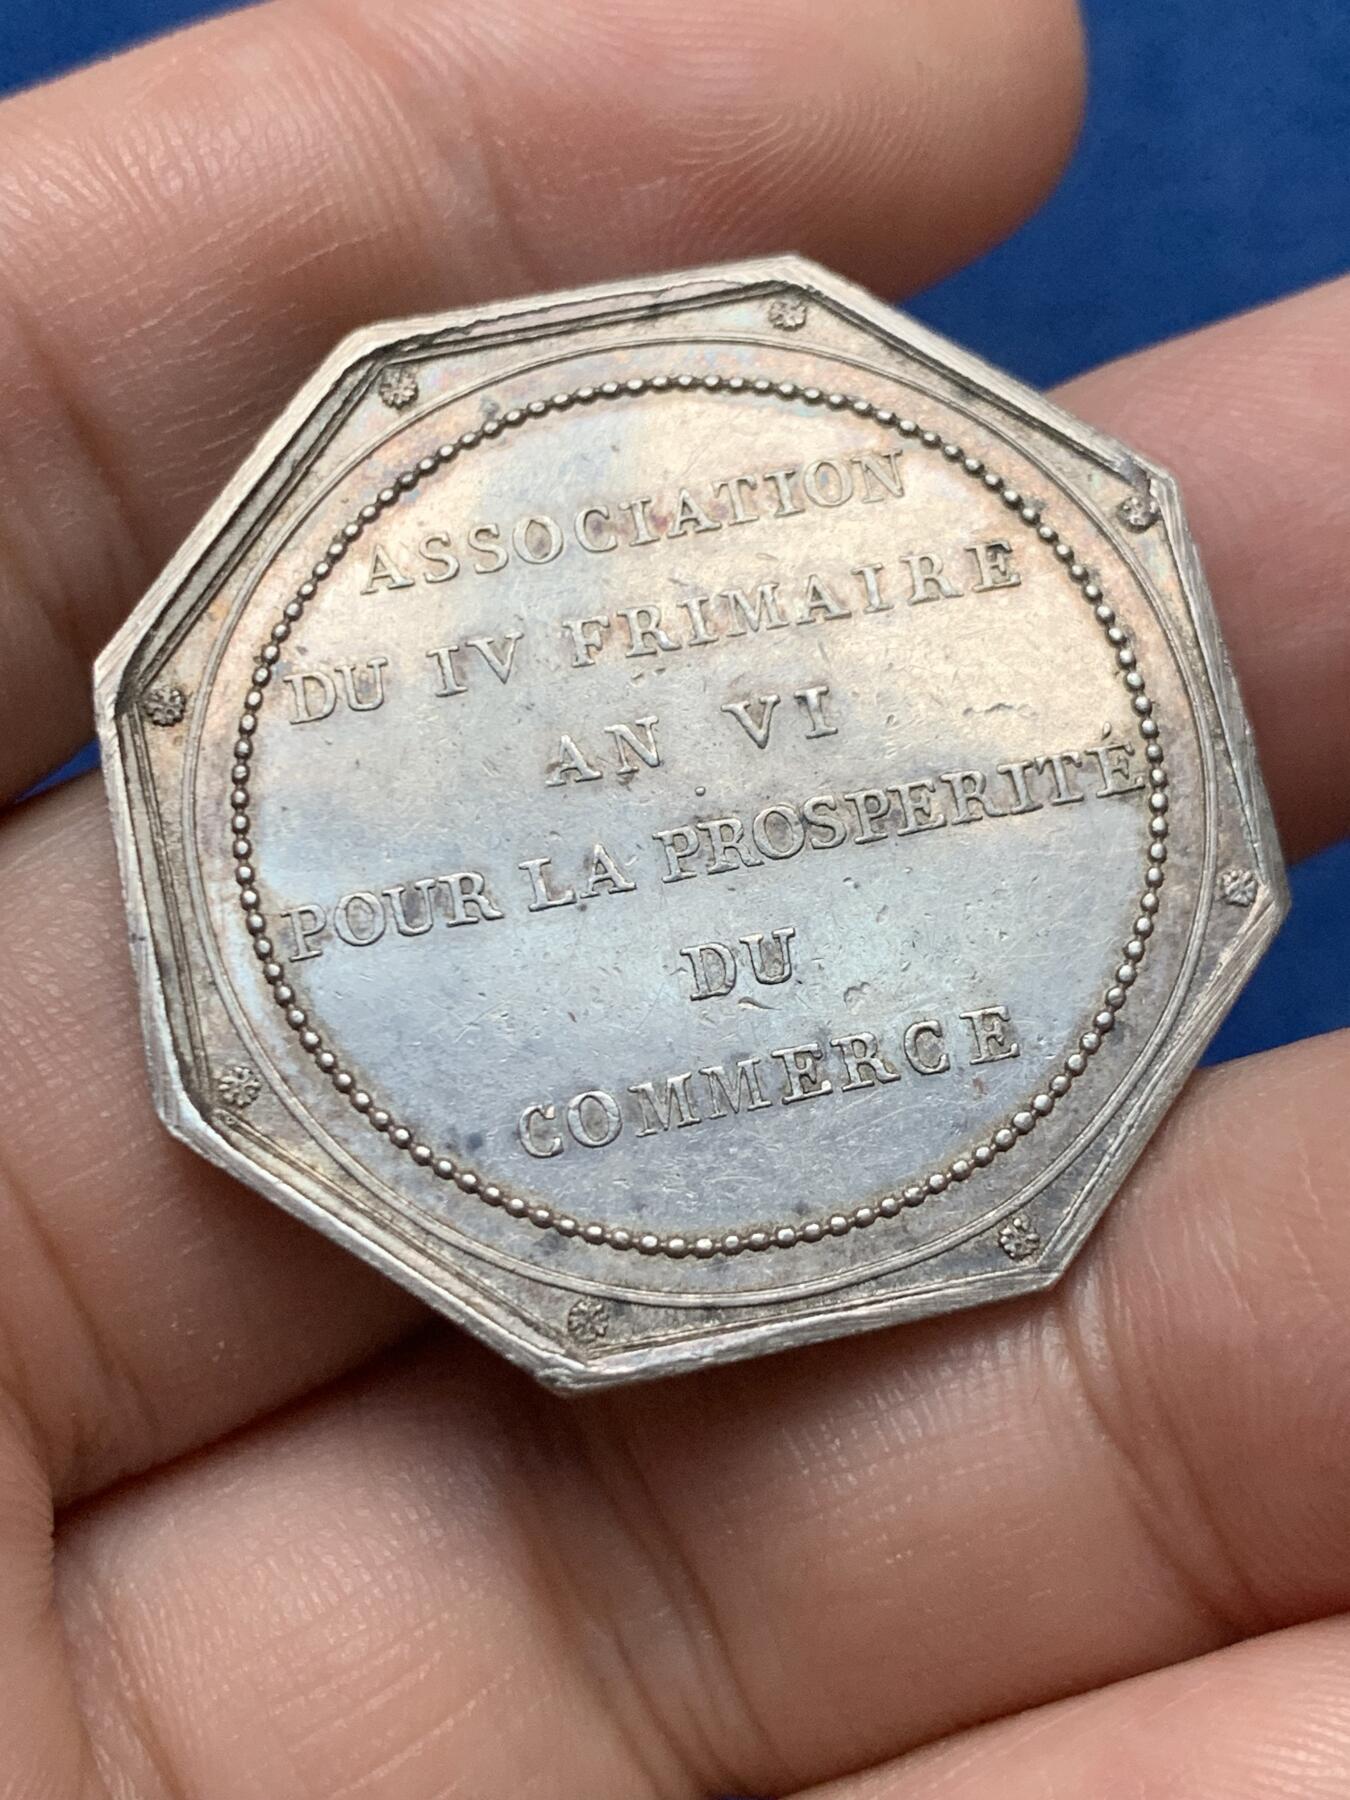 ASSOCIATION
DU IV FRIMAIRE
AN VI
POUR LA PROSPERITÉ
DU
COMMERCE